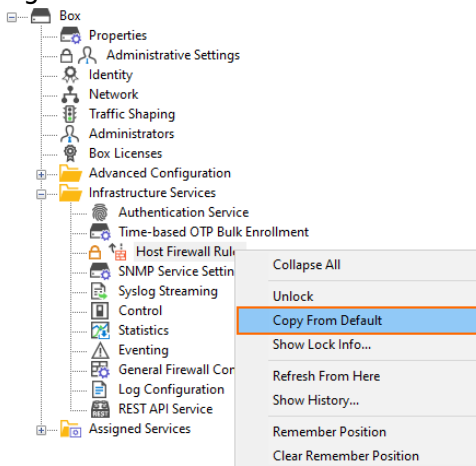 Box
Properties
Administrative Settings
Identity
Network
Traffic Shaping
Administrators
Box Licenses
Advanced Configuration
Infrastructure Services
Authentication Service
Time-based OTP Bulk Enrollment
Host Firewall Rul
SNMP Service Settin
Syslog Streaming
Control
Statistics
Eventing
General Firewall Con
Log Configuration
REST API Service
Assigned Services
Collapse All
Unlock
Copy From Default
Show Lock Info...
Refresh From Here
Show History...
Remember Position
Clear Remember Position